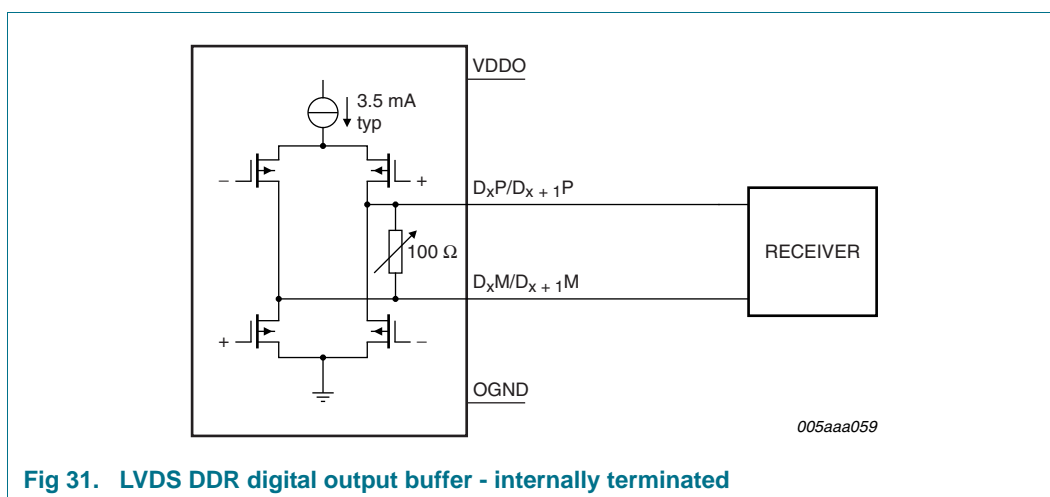 VDDO
3.5 mA
typ
−
+
DxP/Dx + 1P
100 Ω
RECEIVER
DxM/Dx + 1M
+
−
OGND
005aaa059
Fig 31. LVDS DDR digital output buffer - internally terminated